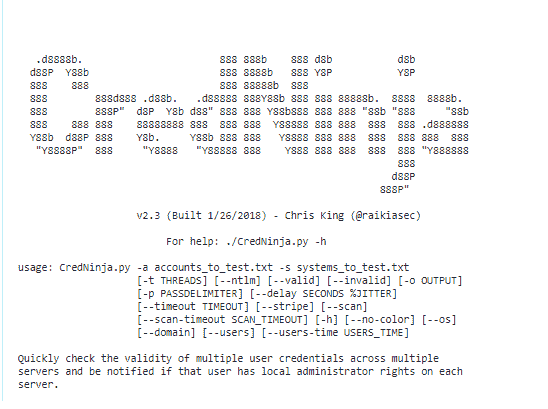 .d8888b.                       888 888b    888 d8b           d8b
d88P  Y88b                      888 8888b   888 Y8P           Y8P
888    888                      888 88888b  888
888        888d888 .d88b.   .d88888 888Y88b 888 888 88888b.  8888  8888b.
888        888P"  d8P  Y8b d88" 888 888 Y88b888 888 888 "88b "888     "88b
888    888 888    88888888 888  888 888  Y88888 888 888  888  888 .d888888
Y88b  d88P 888    Y8b.     Y88b 888 888   Y8888 888 888  888  888 888  888
"Y8888P"  888     "Y8888   "Y88888 888    Y888 888 888  888  888 "Y888888
888
d88P
888P"
v2.3 (Built 1/26/2018) - Chris King (@raikiasec)
For help: ./CredNinja.py -h
usage: CredNinja.py -a accounts_to_test.txt -s systems_to_test.txt
[-t THREADS] [--ntlm] [--valid] [--invalid] [-o OUTPUT]
[-p PASSDELIMITER] [--delay SECONDS %JITTER]
[--timeout TIMEOUT] [--stripe] [--scan]
[--scan-timeout SCAN_TIMEOUT] [-h] [--no-color] [--os]
[--domain] [--users] [--users-time USERS_TIME]
Quickly check the validity of multiple user credentials across multiple
servers and be notified if that user has local administrator rights on each
server.